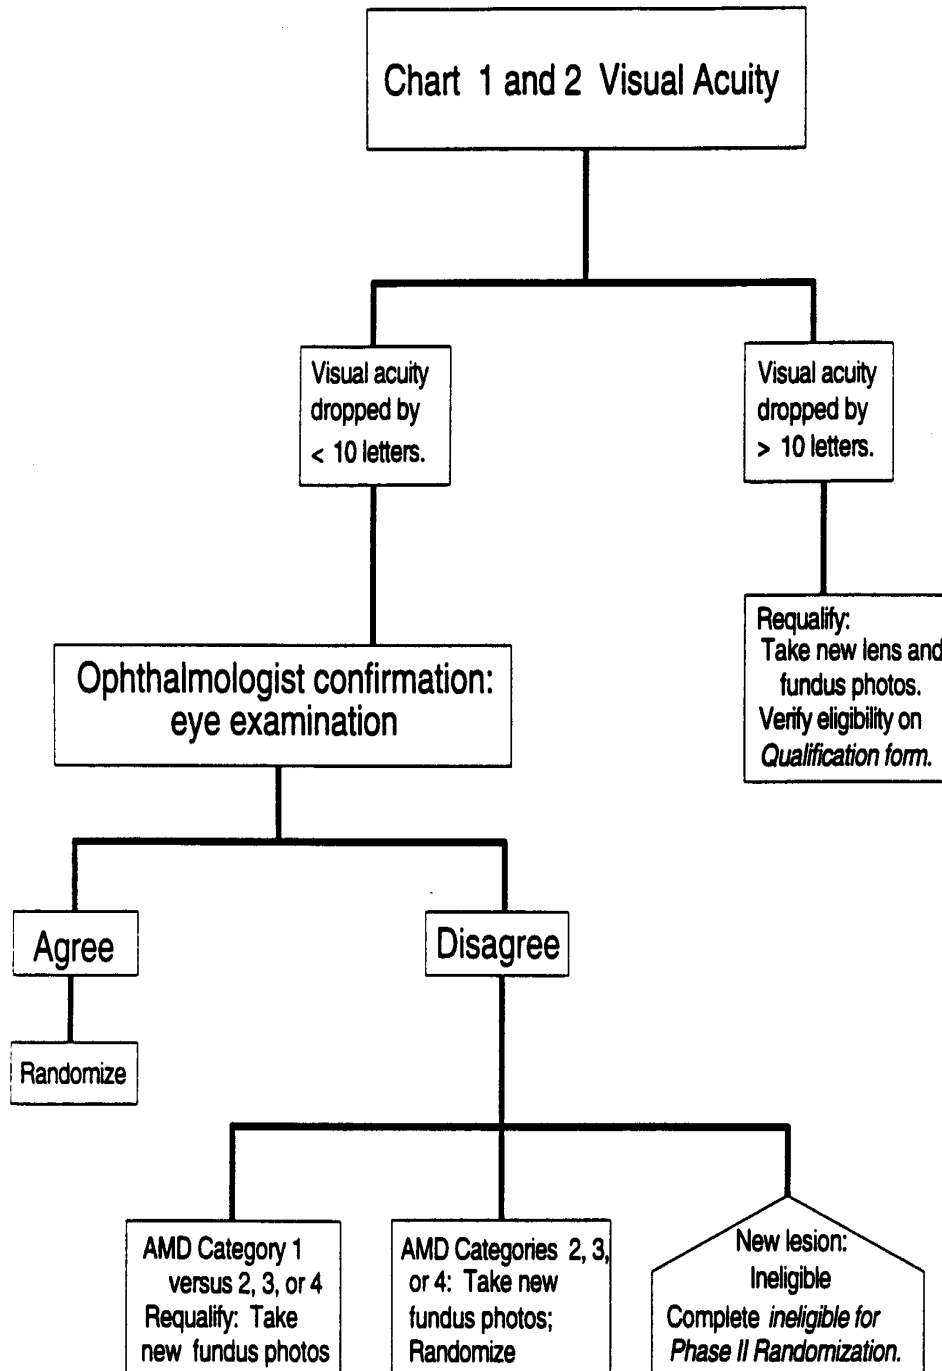 Chart 1 and 2 Visual Acuity
Visual acuity
dropped by
< 10 letters.
Visual acuity
dropped by
> 10 letters.
Requalify:
Take new lens and
fundus photos.
Verify eligibility on
Qualification form.
Ophthalmologist confirmation:
eye examination
Agree
Disagree
Randomize
AMD Category 1
versus 2, 3, or 4
Requalify: Take
new fundus photos
AMD Categories 2, 3,
or 4: Take new
fundus photos;
Randomize
New lesion:
Ineligible
Complete ineligible for
Phase II Randomization.